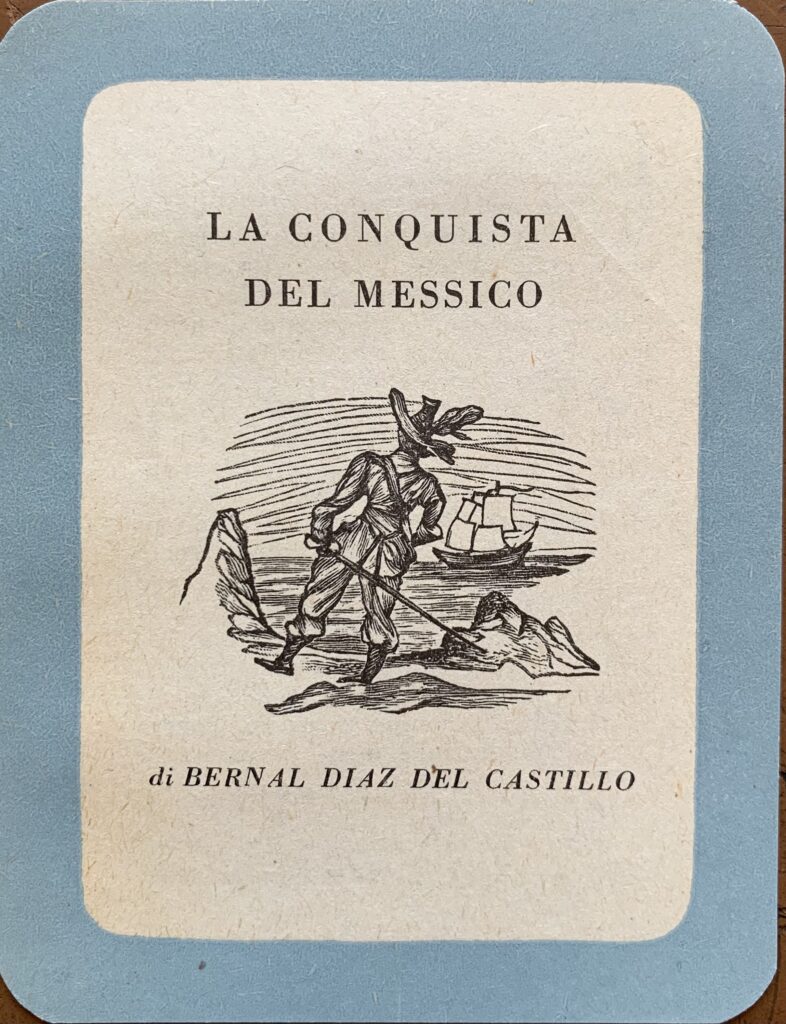 LA CONQUISTA
DEL MESSICO
di BERNAL DIAZ DEL CASTILLO